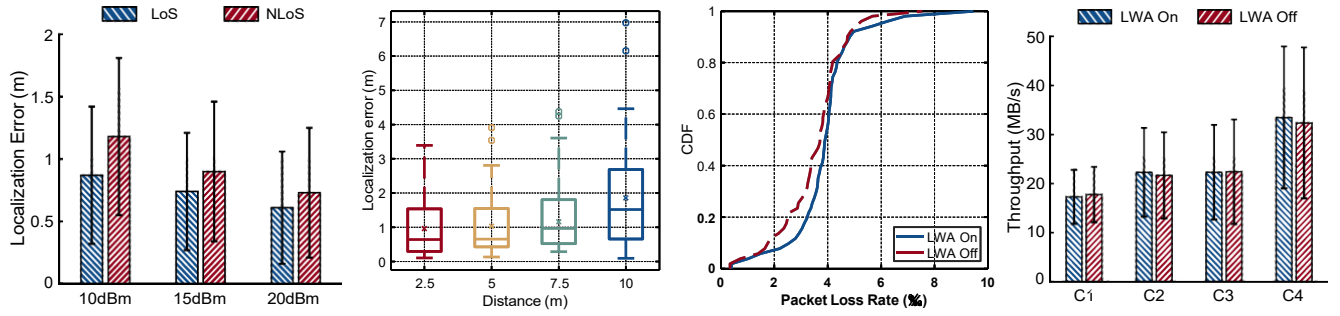 LoS NLoS
Localization Error (m)
2
1.5
1
0.5
0
10dBm 15dBm 20dBm
Localization error (m)
7
6
5
4
3
2
1
0
2.5 5 7.5 10
Distance (m)
CDF
1
0.8
0.6
0.4
0.2
0
LWA On
LWA Off
0 2 4 6 8 10
Packet Loss Rate (‰)
LWA On LWA Off
Throughput (MB/s)
50
40
30
20
10
0
C1 C2 C3 C4